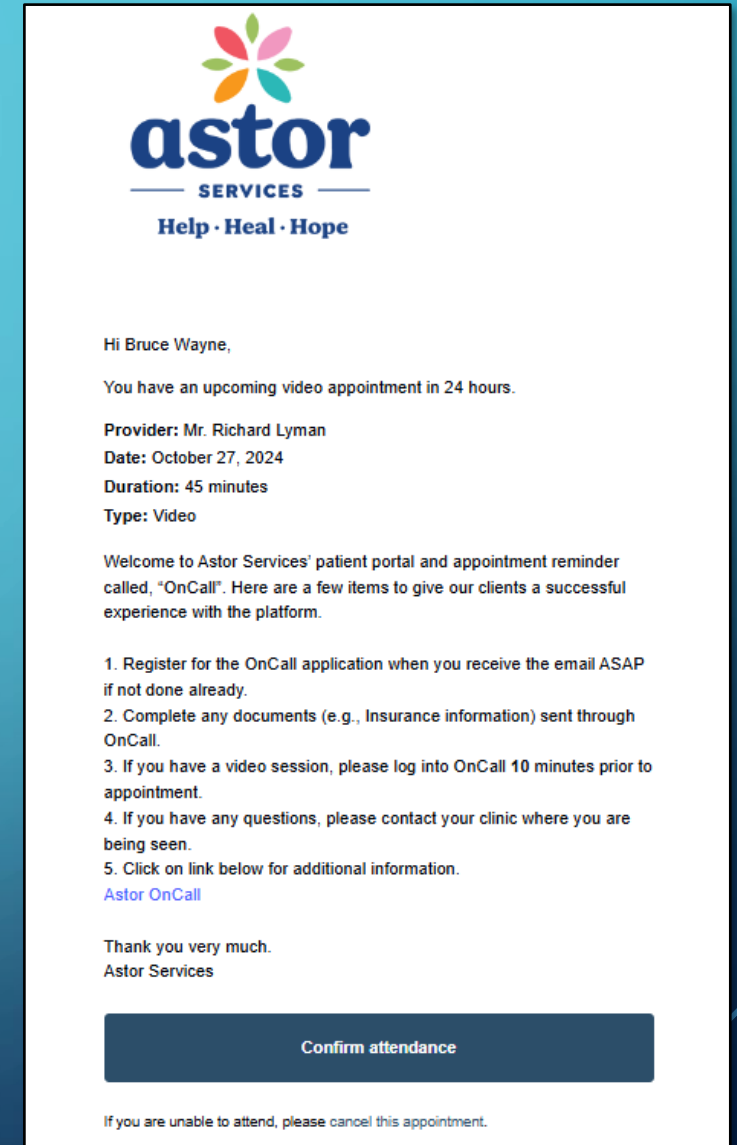 astor
SERVICES
Help · Heal · Hope
Hi Bruce Wayne,
You have an upcoming video appointment in 24 hours.
Provider: Mr. Richard Lyman
Date: October 27, 2024
Duration: 45 minutes
Type: Video
Welcome to Astor Services' patient portal and appointment reminder
called, “OnCall”. Here are a few items to give our clients a successful
experience with the platform.
1. Register for the OnCall application when you receive the email ASAP
if not done already.
2. Complete any documents (e.g., Insurance information) sent through
OnCall.
3. If you have a video session, please log into OnCall 10 minutes prior to
appointment.
4. If you have any questions, please contact your clinic where you are
being seen.
5. Click on link below for additional information.
Astor OnCall
Thank you very much.
Astor Services
Confirm attendance
If you are unable to attend, please cancel this appointment.